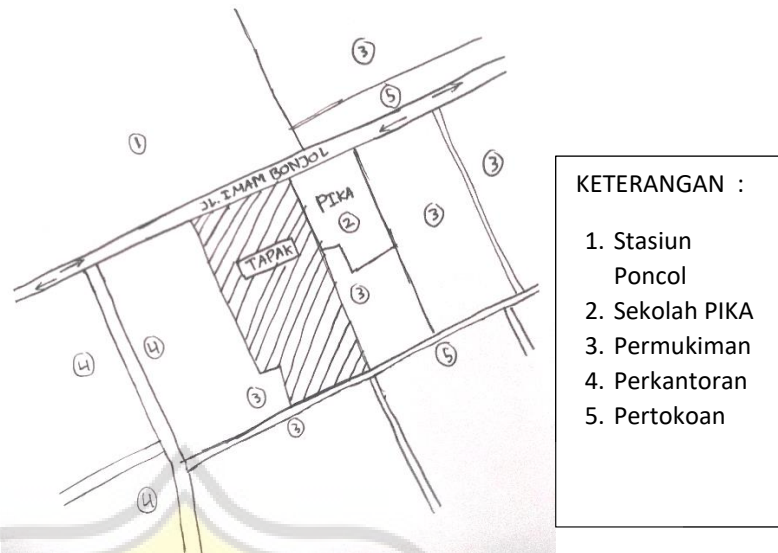 3
5
1
JL. IMAM BONJOL
3
PIKA
2
3
TAPAK
3
4
4
5
3
3
4
KETERANGAN :
1. Stasiun
Poncol
2. Sekolah PIKA
3. Permukiman
4. Perkantoran
5. Pertokoan